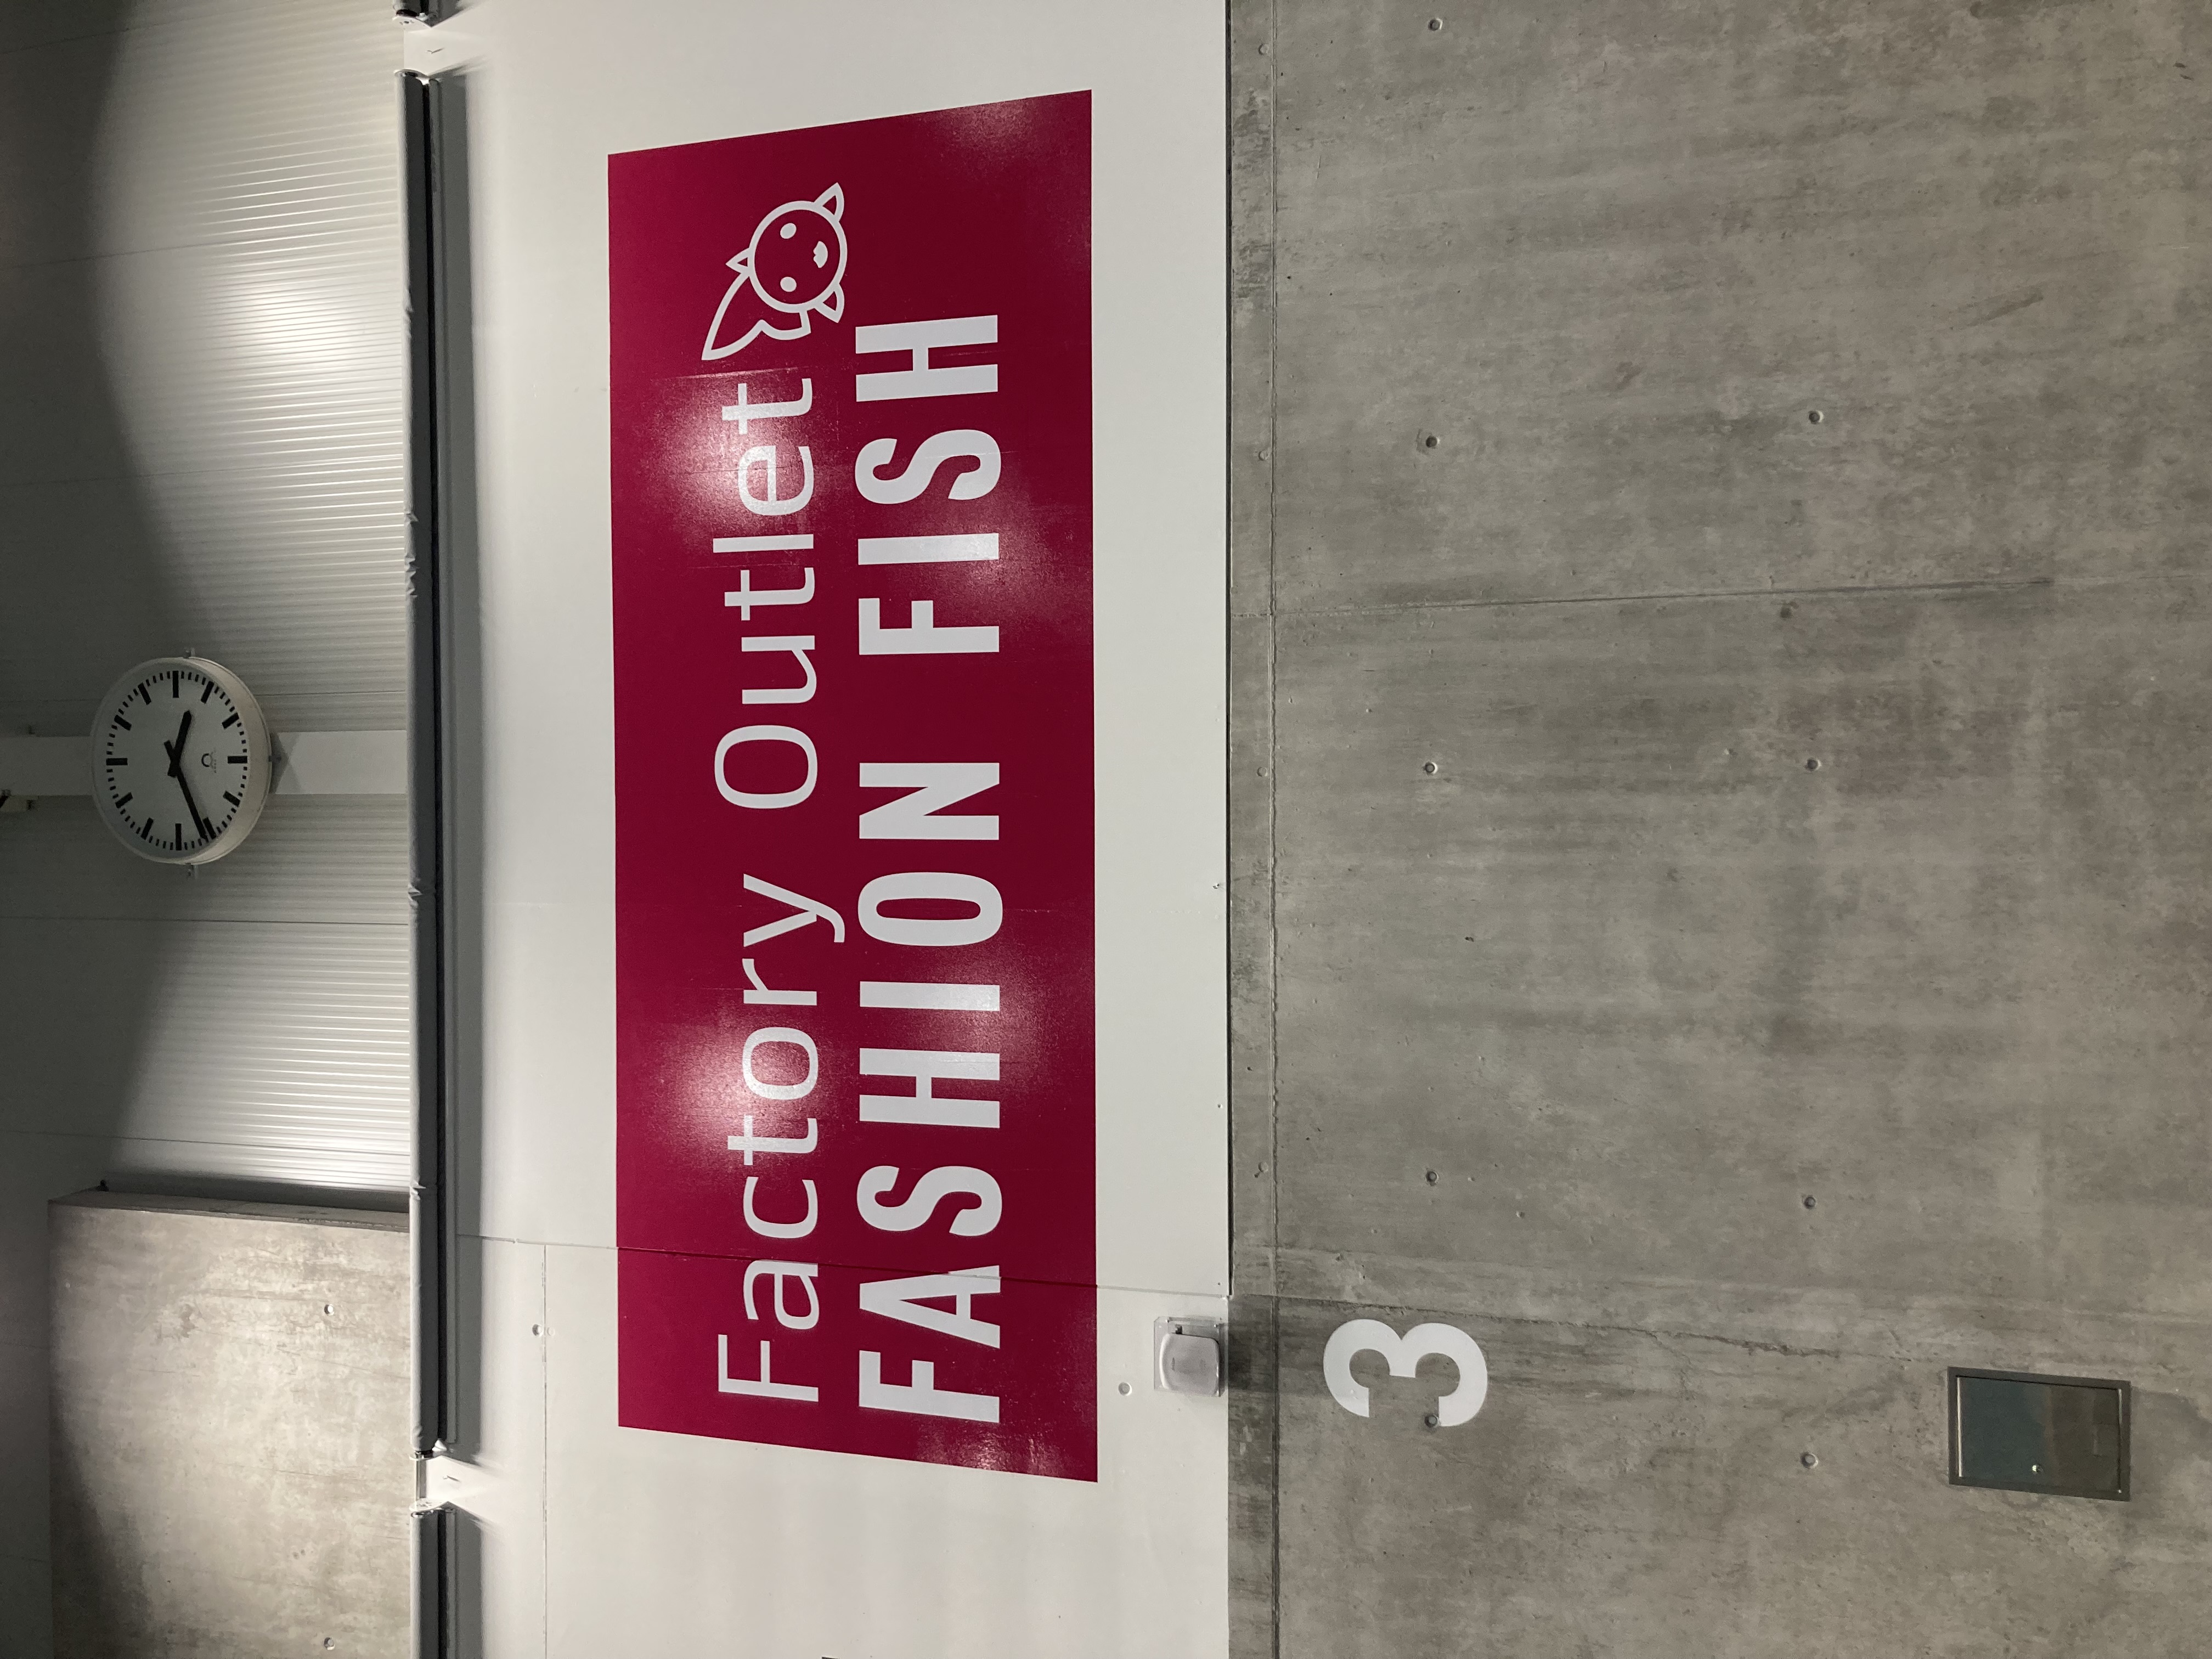 Factory Outlet
FASHION FISH
3